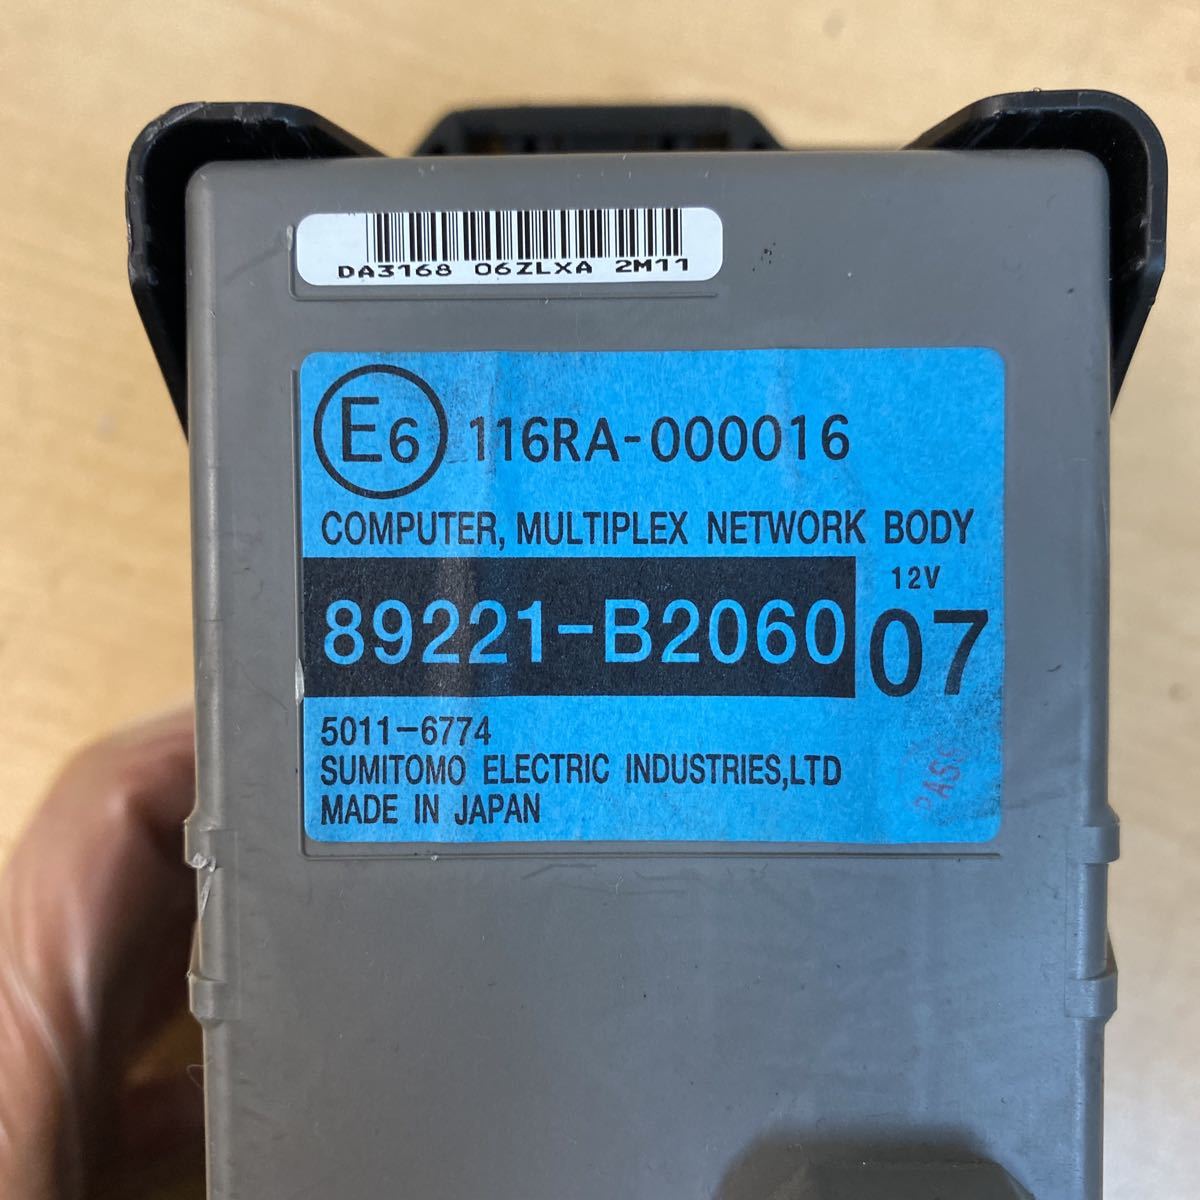 DA3168 06ZLXA 2M11
E6 116RA-000016
COMPUTER, MULTIPLEX NETWORK BODY
12V
89221-B2060 07
5011-6774
SUMITOMO ELECTRIC INDUSTRIES,LTD
PASS
MADE IN JAPAN